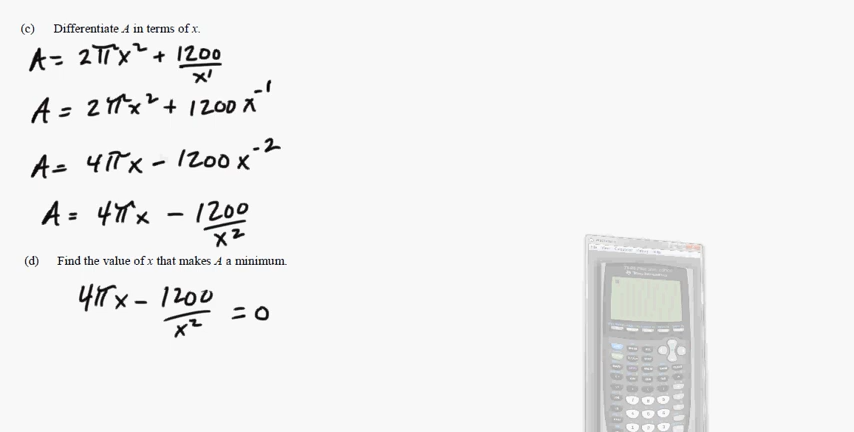 (c) Differentiate A in terms of x.
A = 2πx² + 1200/x¹
A = 2πx² + 1200x⁻¹
A = 4πx - 1200x⁻²
A = 4πx - 1200/x²
(d) Find the value of x that makes A a minimum.
4πx - 1200/x² = 0